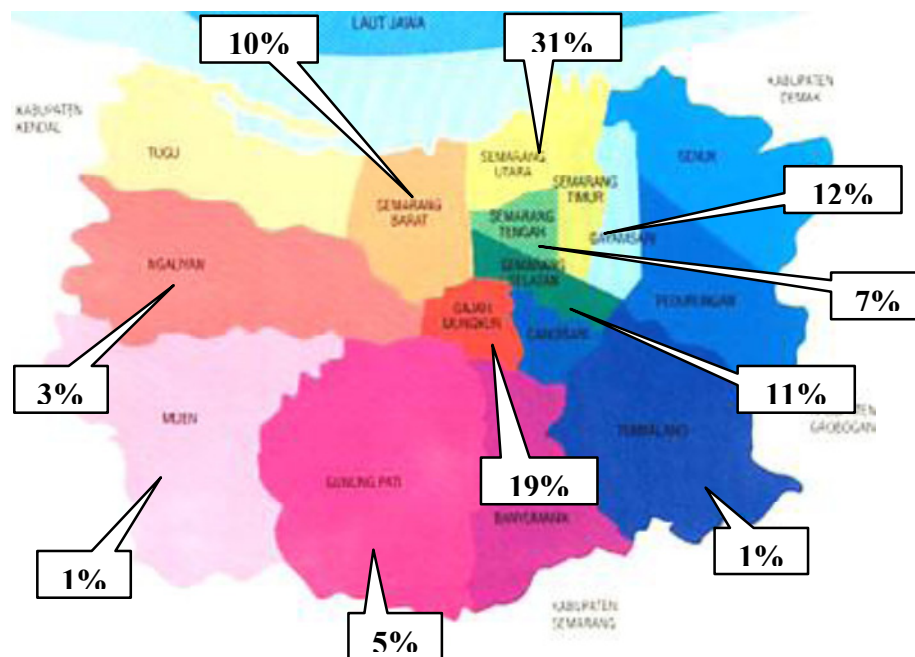 LAUT JAWA
10%
31%
KABUPATEN
DEMAK
KABUPATEN
KENDAL
TUGU
SEMARANG
UTARA
GENUK
SEMARANG
TIMUR
12%
SEMARANG
BARAT
SEMARANG
TENGAH
GAYAMSARI
NGALIYAN
SEMARANG
SELATAN
PEDURUNGAN
7%
GAJAH
MUNGKUR
CANDISARI
3%
11%
MIJEN
TEMBALANG
KABUPATEN
GROBOGAN
GUNUNG PATI
19%
BANYUMANIK
1%
1%
KABUPATEN
SEMARANG
5%